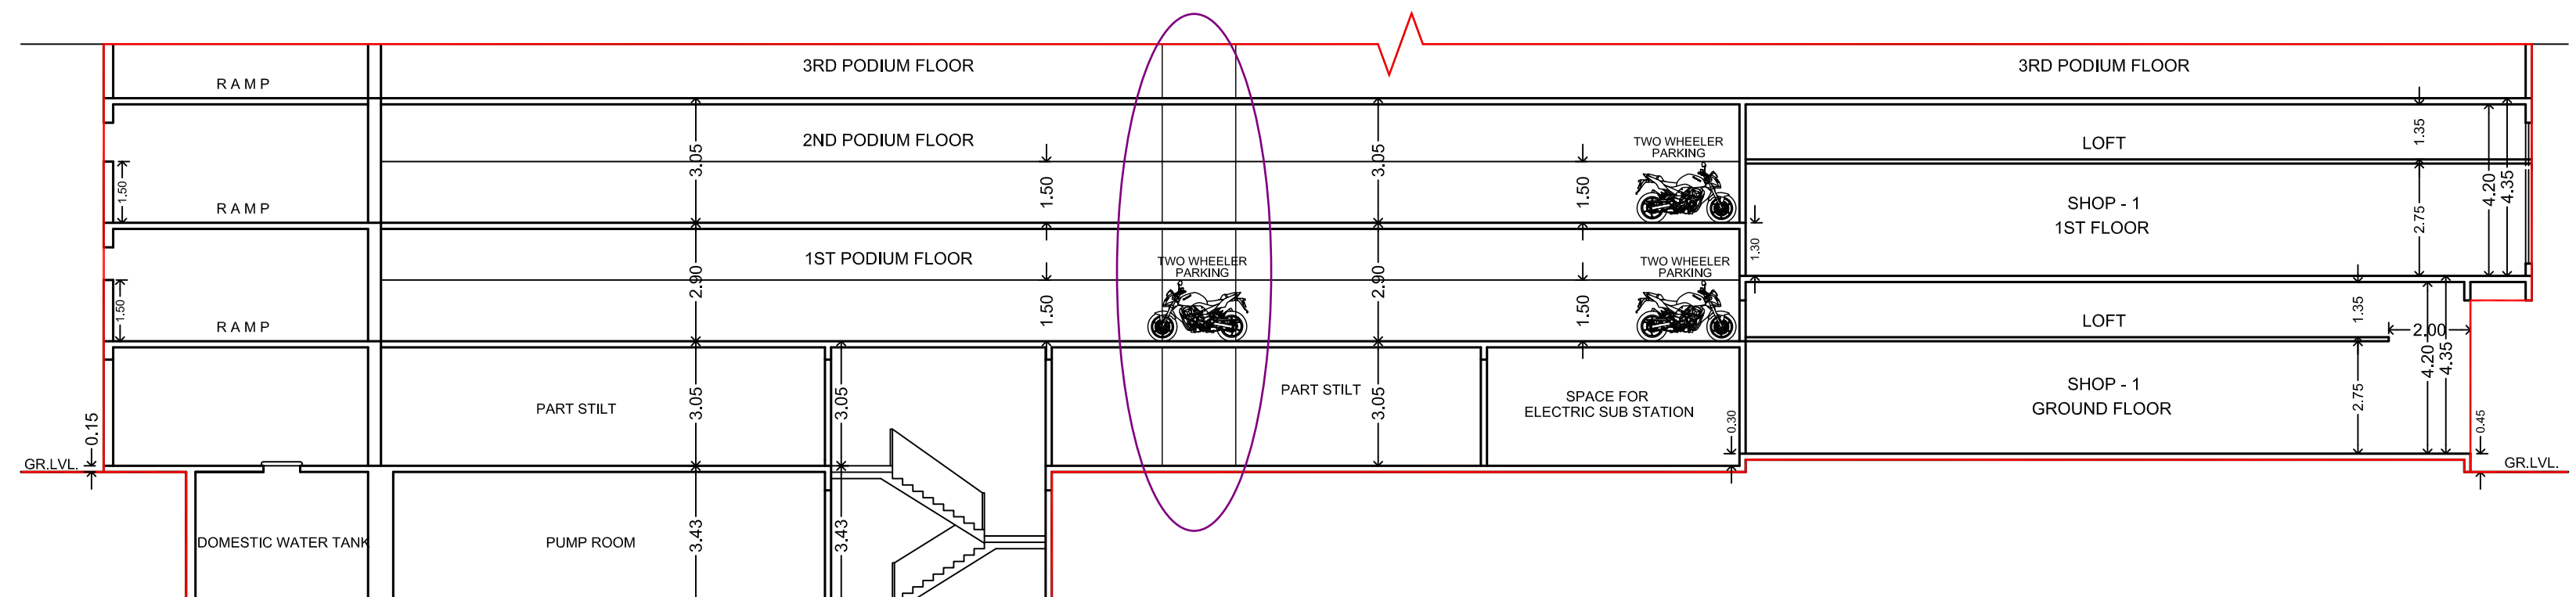 3RD PODIUM FLOOR
3RD PODIUM FLOOR
RAMP
2ND PODIUM FLOOR
3.05
1.50
3.05
1.50
TWO WHEELER
PARKING
LOFT
1.35
4.20
4.35
1.50
RAMP
SHOP - 1
1ST FLOOR
2.75
1.30
1ST PODIUM FLOOR
2.90
1.50
TWO WHEELER
PARKING
2.90
1.50
TWO WHEELER
PARKING
1.50
RAMP
LOFT
1.35
2.00
4.20
4.35
PART STILT
3.05
3.05
PART STILT
3.05
SPACE FOR
ELECTRIC SUB STATION
0.30
SHOP - 1
GROUND FLOOR
2.75
0.45
0.15
GR.LVL.
GR.LVL.
DOMESTIC WATER TANK
PUMP ROOM
3.43
3.43